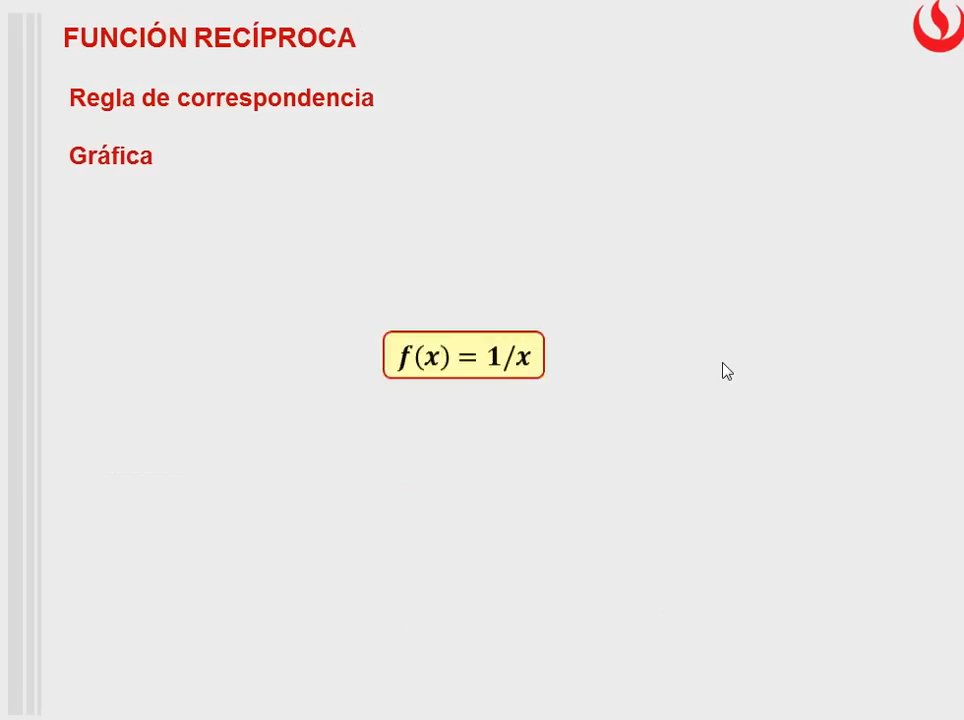 FUNCIÓN RECÍPROCA
Regla de correspondencia
Gráfica
f(x) = 1/x